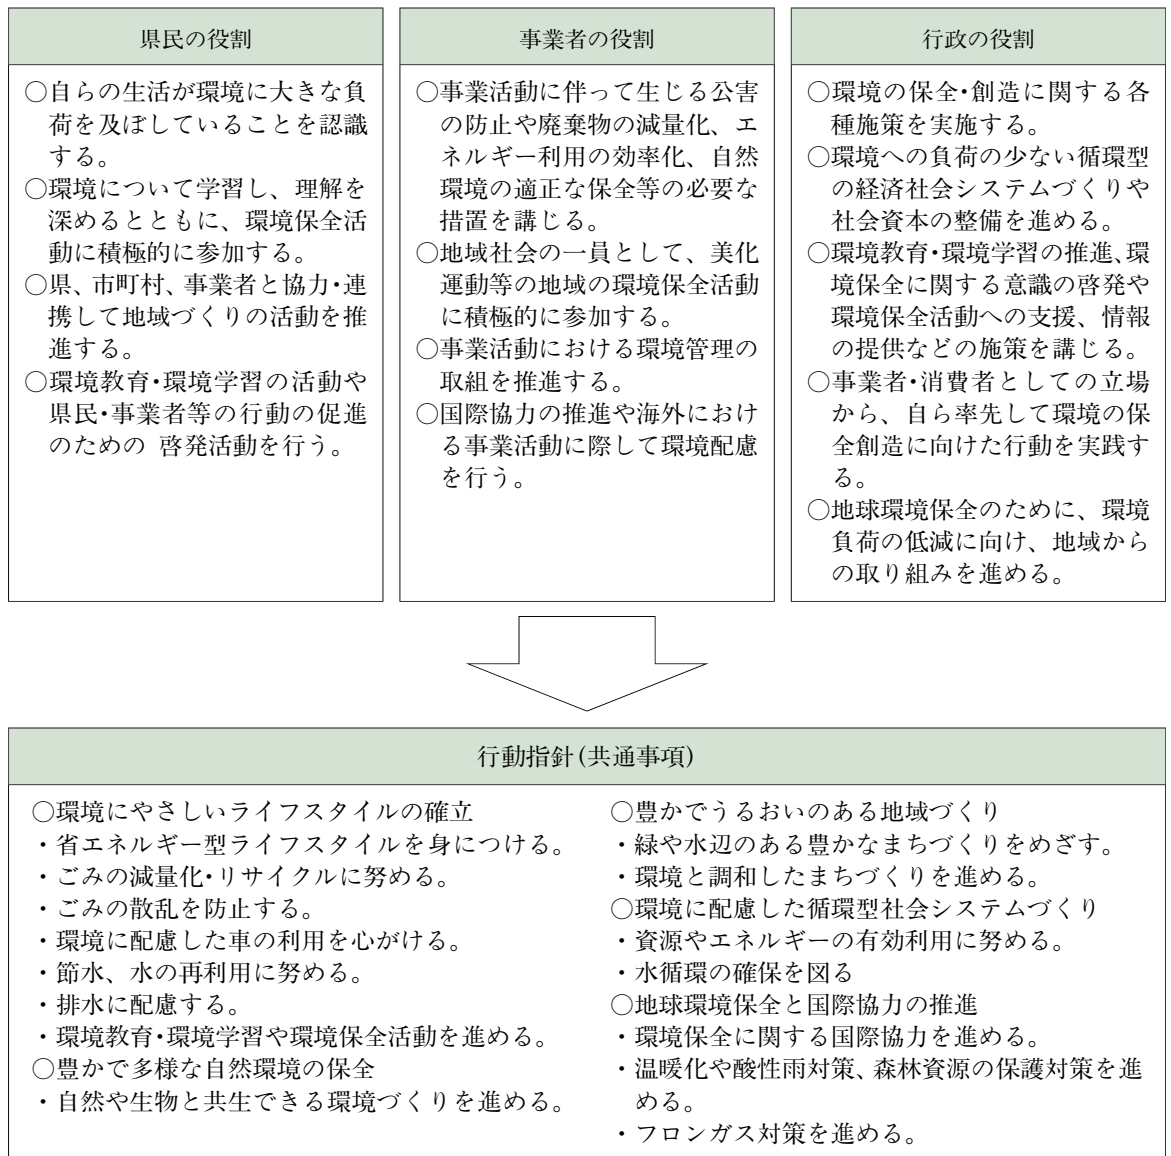 県民の役割
○自らの生活が環境に大きな負
荷を及ぼしていることを認識
する。
○環境について学習し、理解を
深めるとともに、環境保全活
動に積極的に参加する。
○県、市町村、事業者と協力・連
携して地域づくりの活動を推
進する。
○環境教育・環境学習の活動や
県民・事業者等の行動の促進
のための 啓発活動を行う。
事業者の役割
○事業活動に伴って生じる公害
の防止や廃棄物の減量化、エ
ネルギー利用の効率化、自然
環境の適正な保全等の必要な
措置を講じる。
○地域社会の一員として、美化
運動等の地域の環境保全活動
に積極的に参加する。
○事業活動における環境管理の
取組を推進する。
○国際協力の推進や海外におけ
る事業活動に際して環境配慮
を行う。
行政の役割
○環境の保全・創造に関する各
種施策を実施する。
○環境への負荷の少ない循環型
の経済社会システムづくりや
社会資本の整備を進める。
○環境教育・環境学習の推進、環
境保全に関する意識の啓発や
環境保全活動への支援、情報
の提供などの施策を講じる。
○事業者・消費者としての立場
から、自ら率先して環境の保
全創造に向けた行動を実践す
る。
○地球環境保全のために、環境
負荷の低減に向け、地域から
の取り組みを進める。
行動指針(共通事項)
○環境にやさしいライフスタイルの確立
・省エネルギー型ライフスタイルを身につける。
・ごみの減量化・リサイクルに努める。
・ごみの散乱を防止する。
・環境に配慮した車の利用を心がける。
・節水、水の再利用に努める。
・排水に配慮する。
・環境教育・環境学習や環境保全活動を進める。
○豊かで多様な自然環境の保全
・自然や生物と共生できる環境づくりを進める。
○豊かでうるおいのある地域づくり
・緑や水辺のある豊かなまちづくりをめざす。
・環境と調和したまちづくりを進める。
○環境に配慮した循環型社会システムづくり
・資源やエネルギーの有効利用に努める。
・水循環の確保を図る
○地球環境保全と国際協力の推進
・環境保全に関する国際協力を進める。
・温暖化や酸性雨対策、森林資源の保護対策を進
める。
・フロンガス対策を進める。